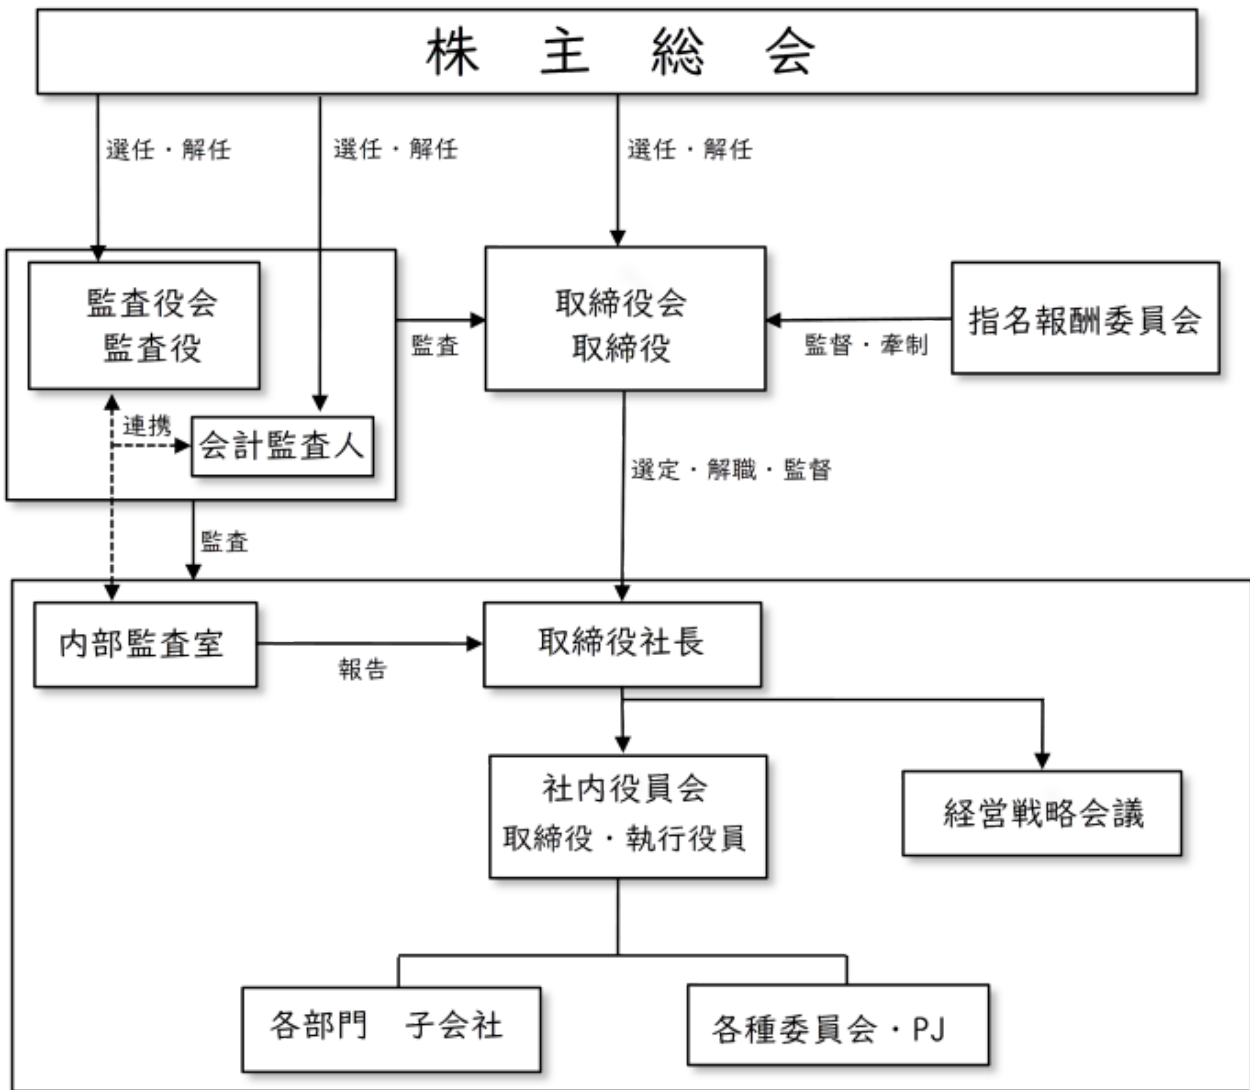 株　主　総　会
選任・解任
選任・解任
選任・解任
監査役会
監査役
取締役会
取締役
指名報酬委員会
監査
監督・牽制
連携
会計監査人
選定・解職・監督
監査
内部監査室
取締役社長
報告
社内役員会
取締役・執行役員
経営戦略会議
各部門　子会社
各種委員会・PJ